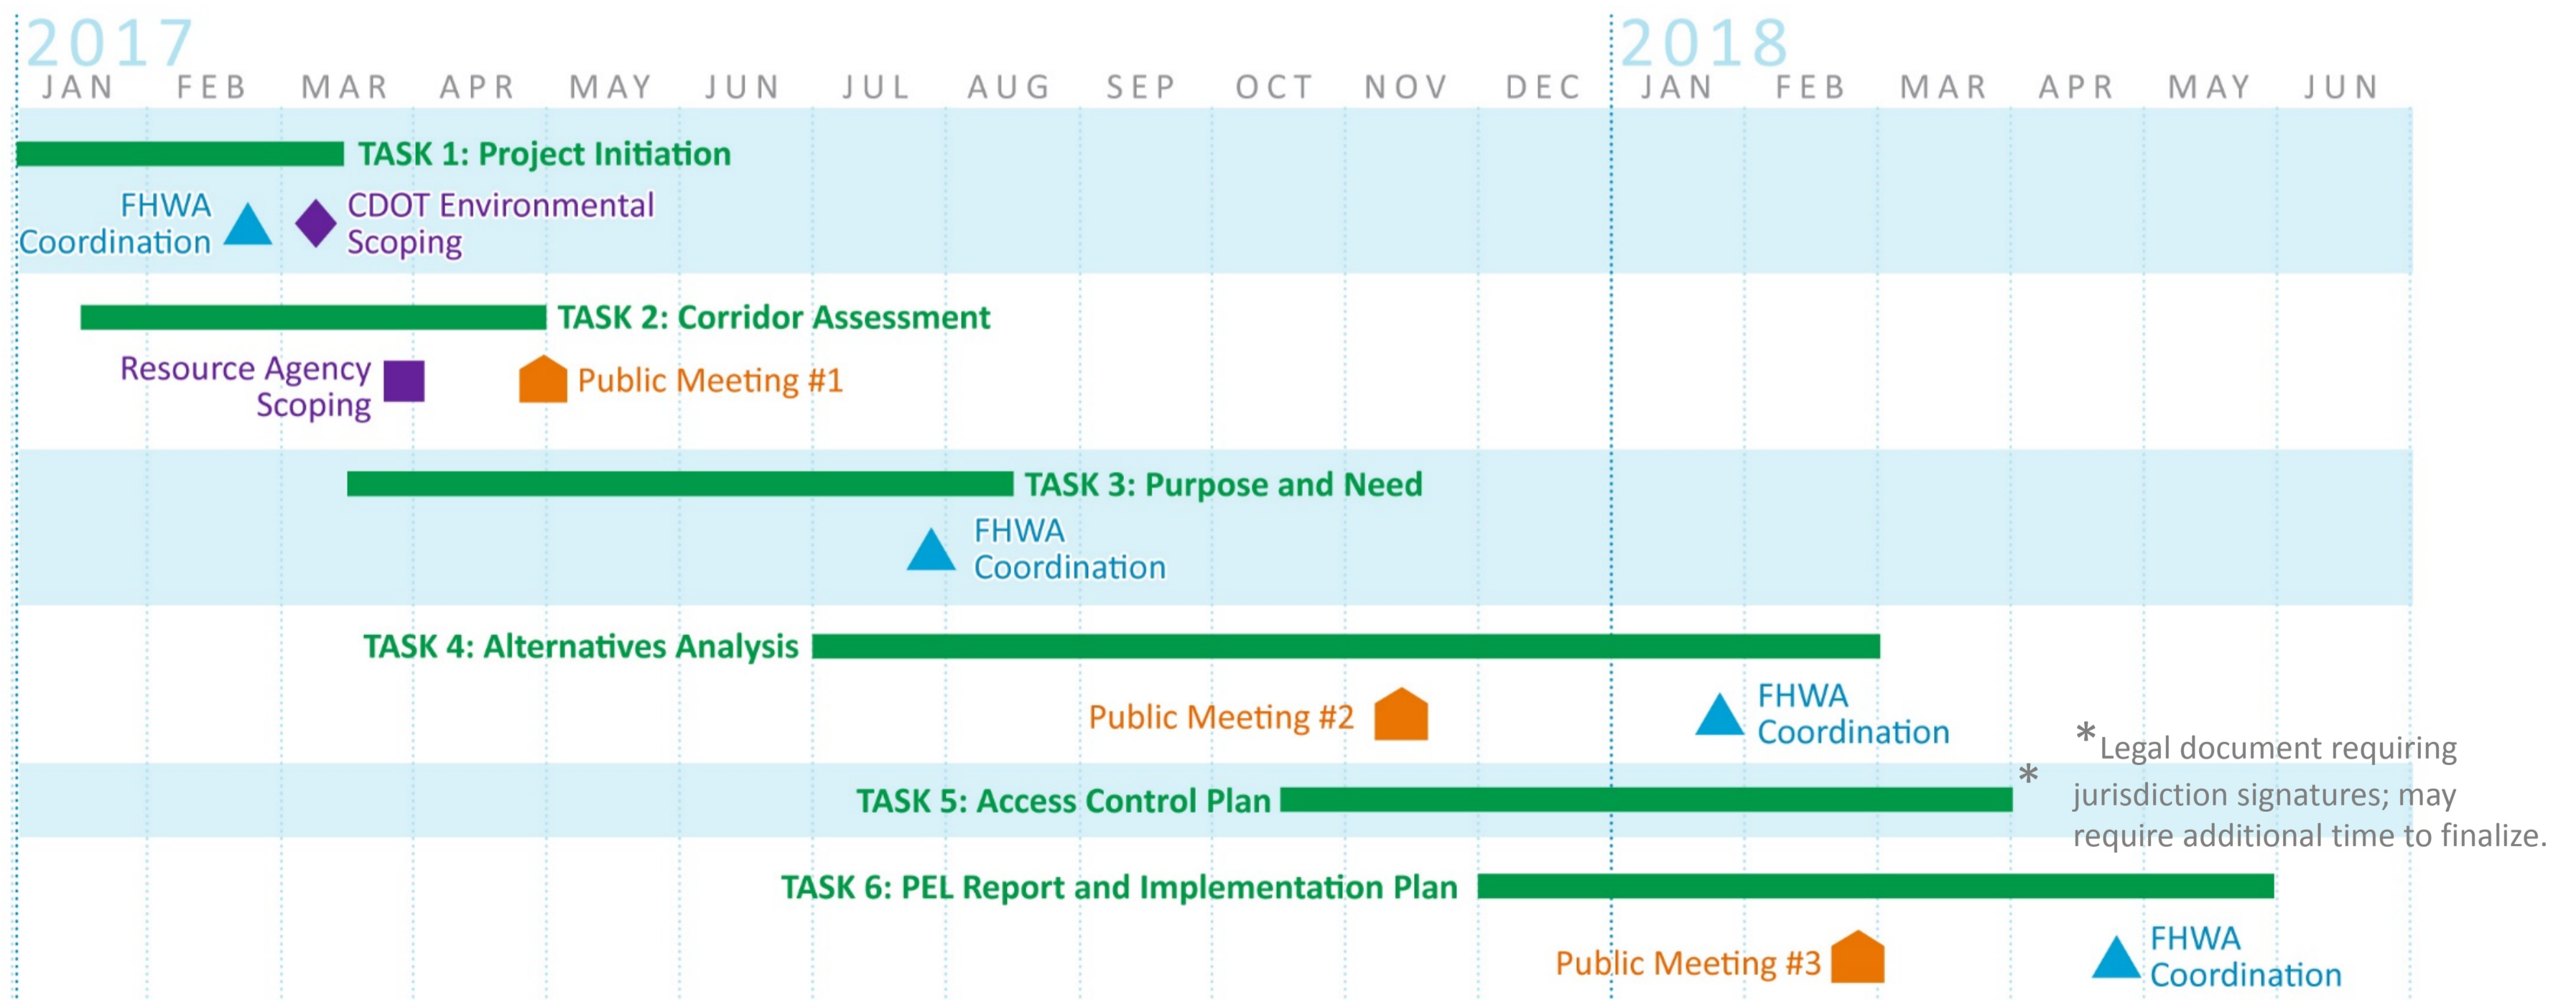 2017
2018
JAN FEB MAR APR MAY JUN JUL AUG SEP OCT NOV DEC JAN FEB MAR APR MAY JUN
TASK 1: Project Initiation
FHWA
Coordination
CDOT Environmental
Scoping
TASK 2: Corridor Assessment
Resource Agency
Scoping
Public Meeting #1
TASK 3: Purpose and Need
FHWA
Coordination
TASK 4: Alternatives Analysis
Public Meeting #2
FHWA
Coordination
TASK 5: Access Control Plan
*
*Legal document requiring
jurisdiction signatures; may
require additional time to finalize.
TASK 6: PEL Report and Implementation Plan
Public Meeting #3
FHWA
Coordination